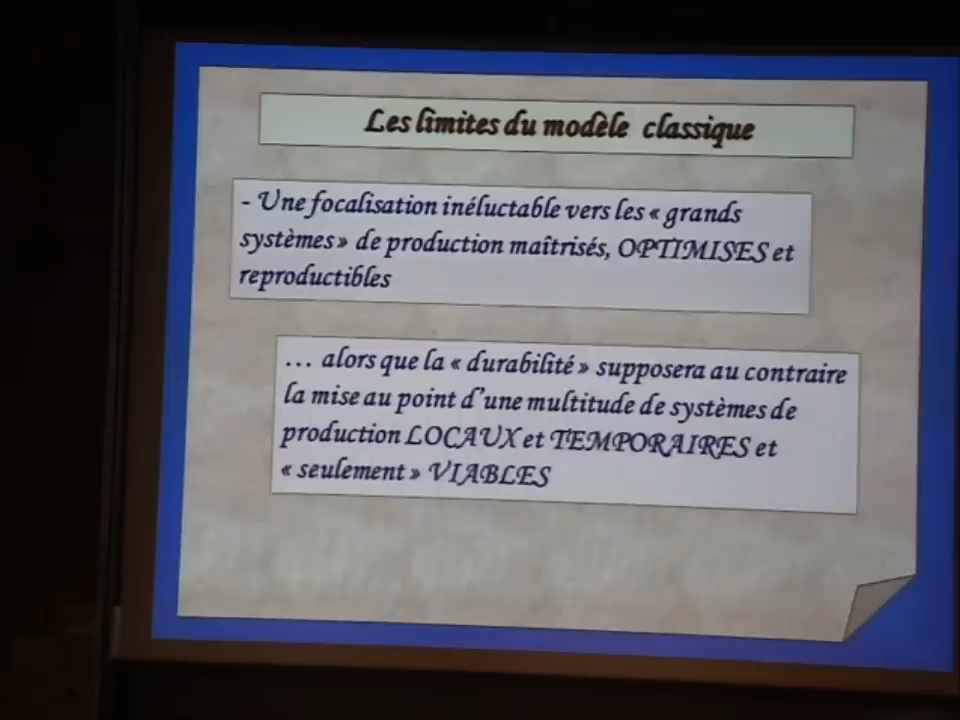 Les limites du modèle classique
- Une focalisation inéluctable vers les « grands
systèmes » de production maîtrisés, OPTIMISES et
reproductibles
... alors que la « durabilité » supposera au contraire
la mise au point d'une multitude de systèmes de
production LOCAUX et TEMPORAIRES et
« seulement » VIABLES